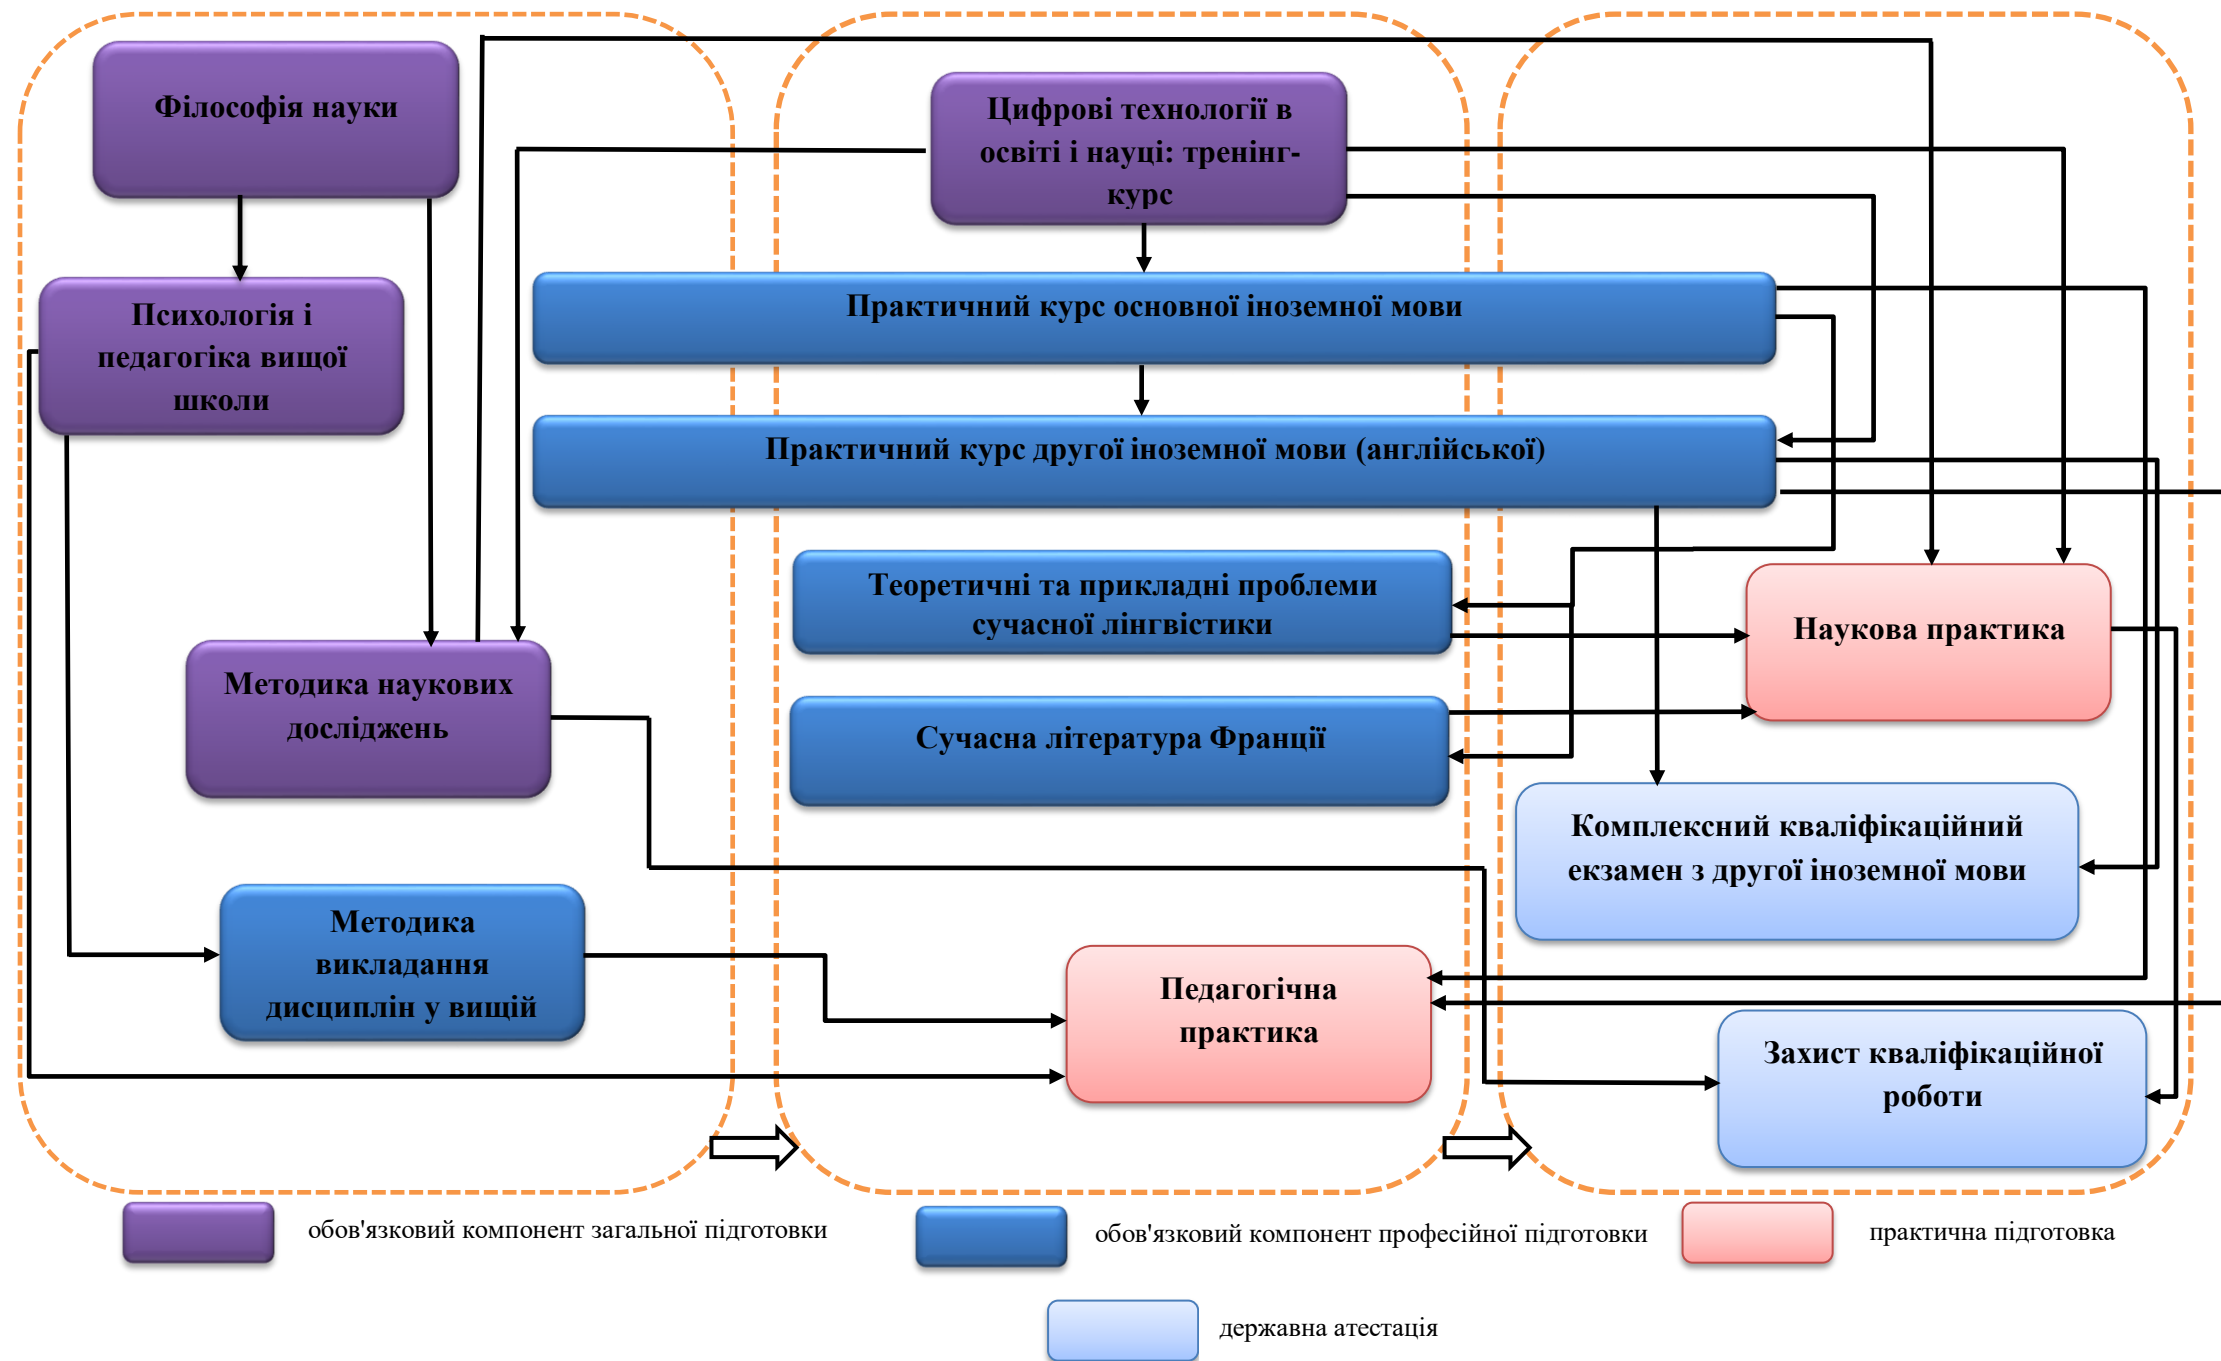 Філософія науки
Цифрові технології в
освіті і науці: тренінг-
курс
Психологія і
педагогіка вищої
школи
Практичний курс основної іноземної мови
Практичний курс другої іноземної мови (англійської)
Теоретичні та прикладні проблеми
сучасної лінгвістики
Наукова практика
Методика наукових
досліджень
Сучасна література Франції
Комплексний кваліфікаційний
екзамен з другої іноземної мови
Методика
викладання
дисциплін у вищій
Педагогічна
практика
Захист кваліфікаційної
роботи
обов'язковий компонент загальної підготовки
обов'язковий компонент професійної підготовки
практична підготовка
державна атестація